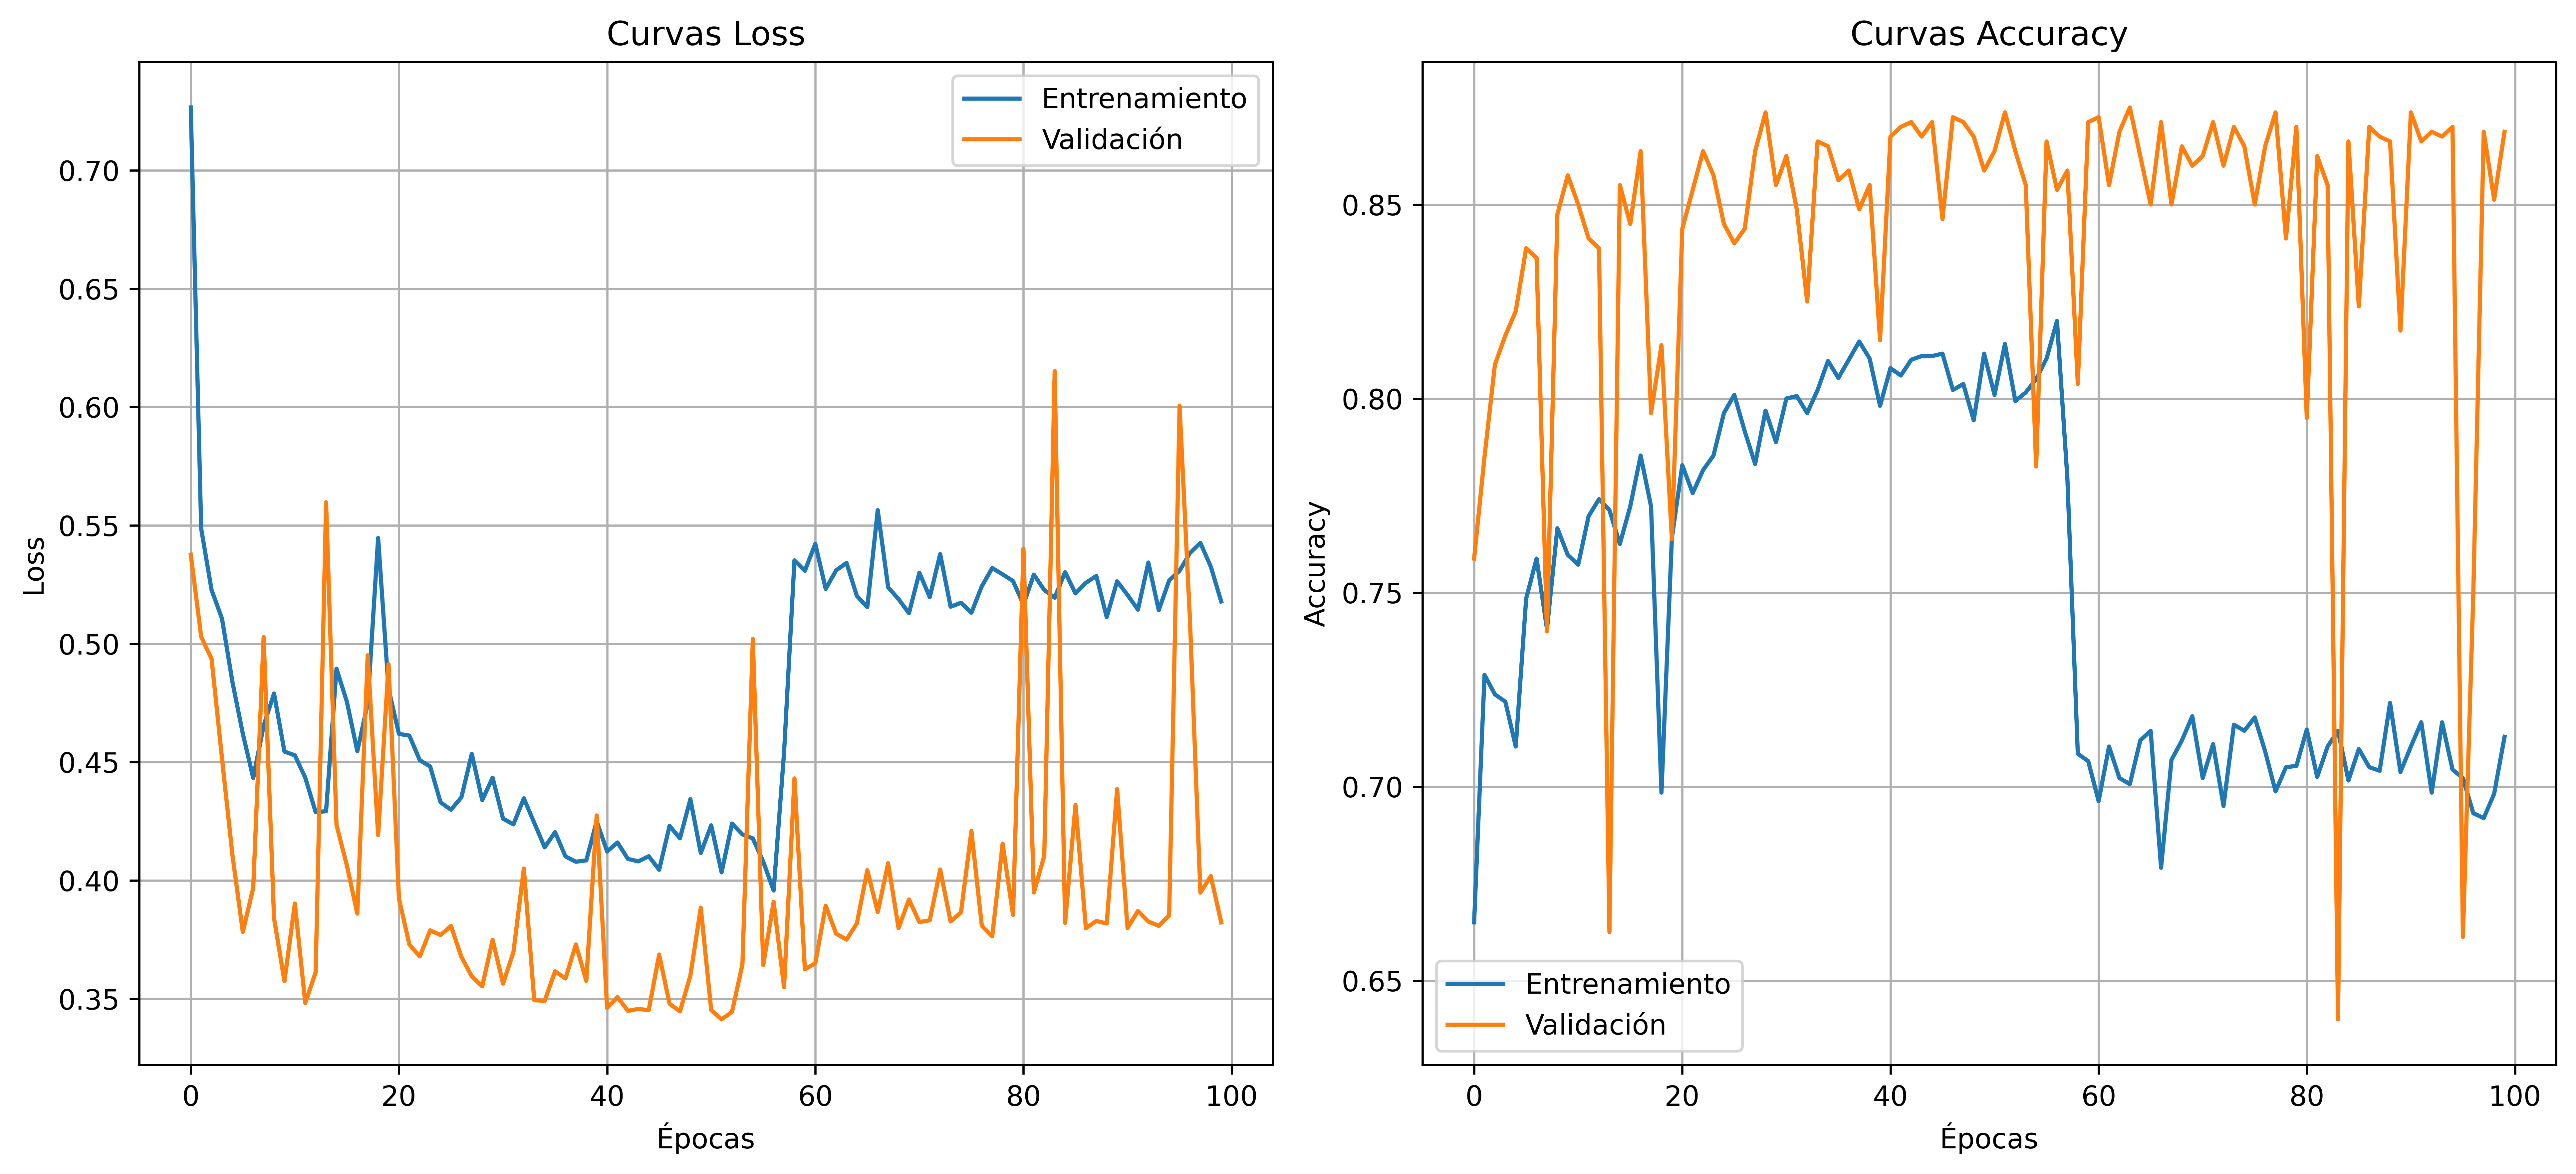 Curvas Loss
Entrenamiento
Validación
0.70
0.65
0.60
0.55
0.50
0.45
0.40
0.35
Loss
0 20 40 60 80 100
Épocas
Curvas Accuracy
0.85
0.80
0.75
0.70
0.65
Accuracy
Entrenamiento
Validación
0 20 40 60 80 100
Épocas